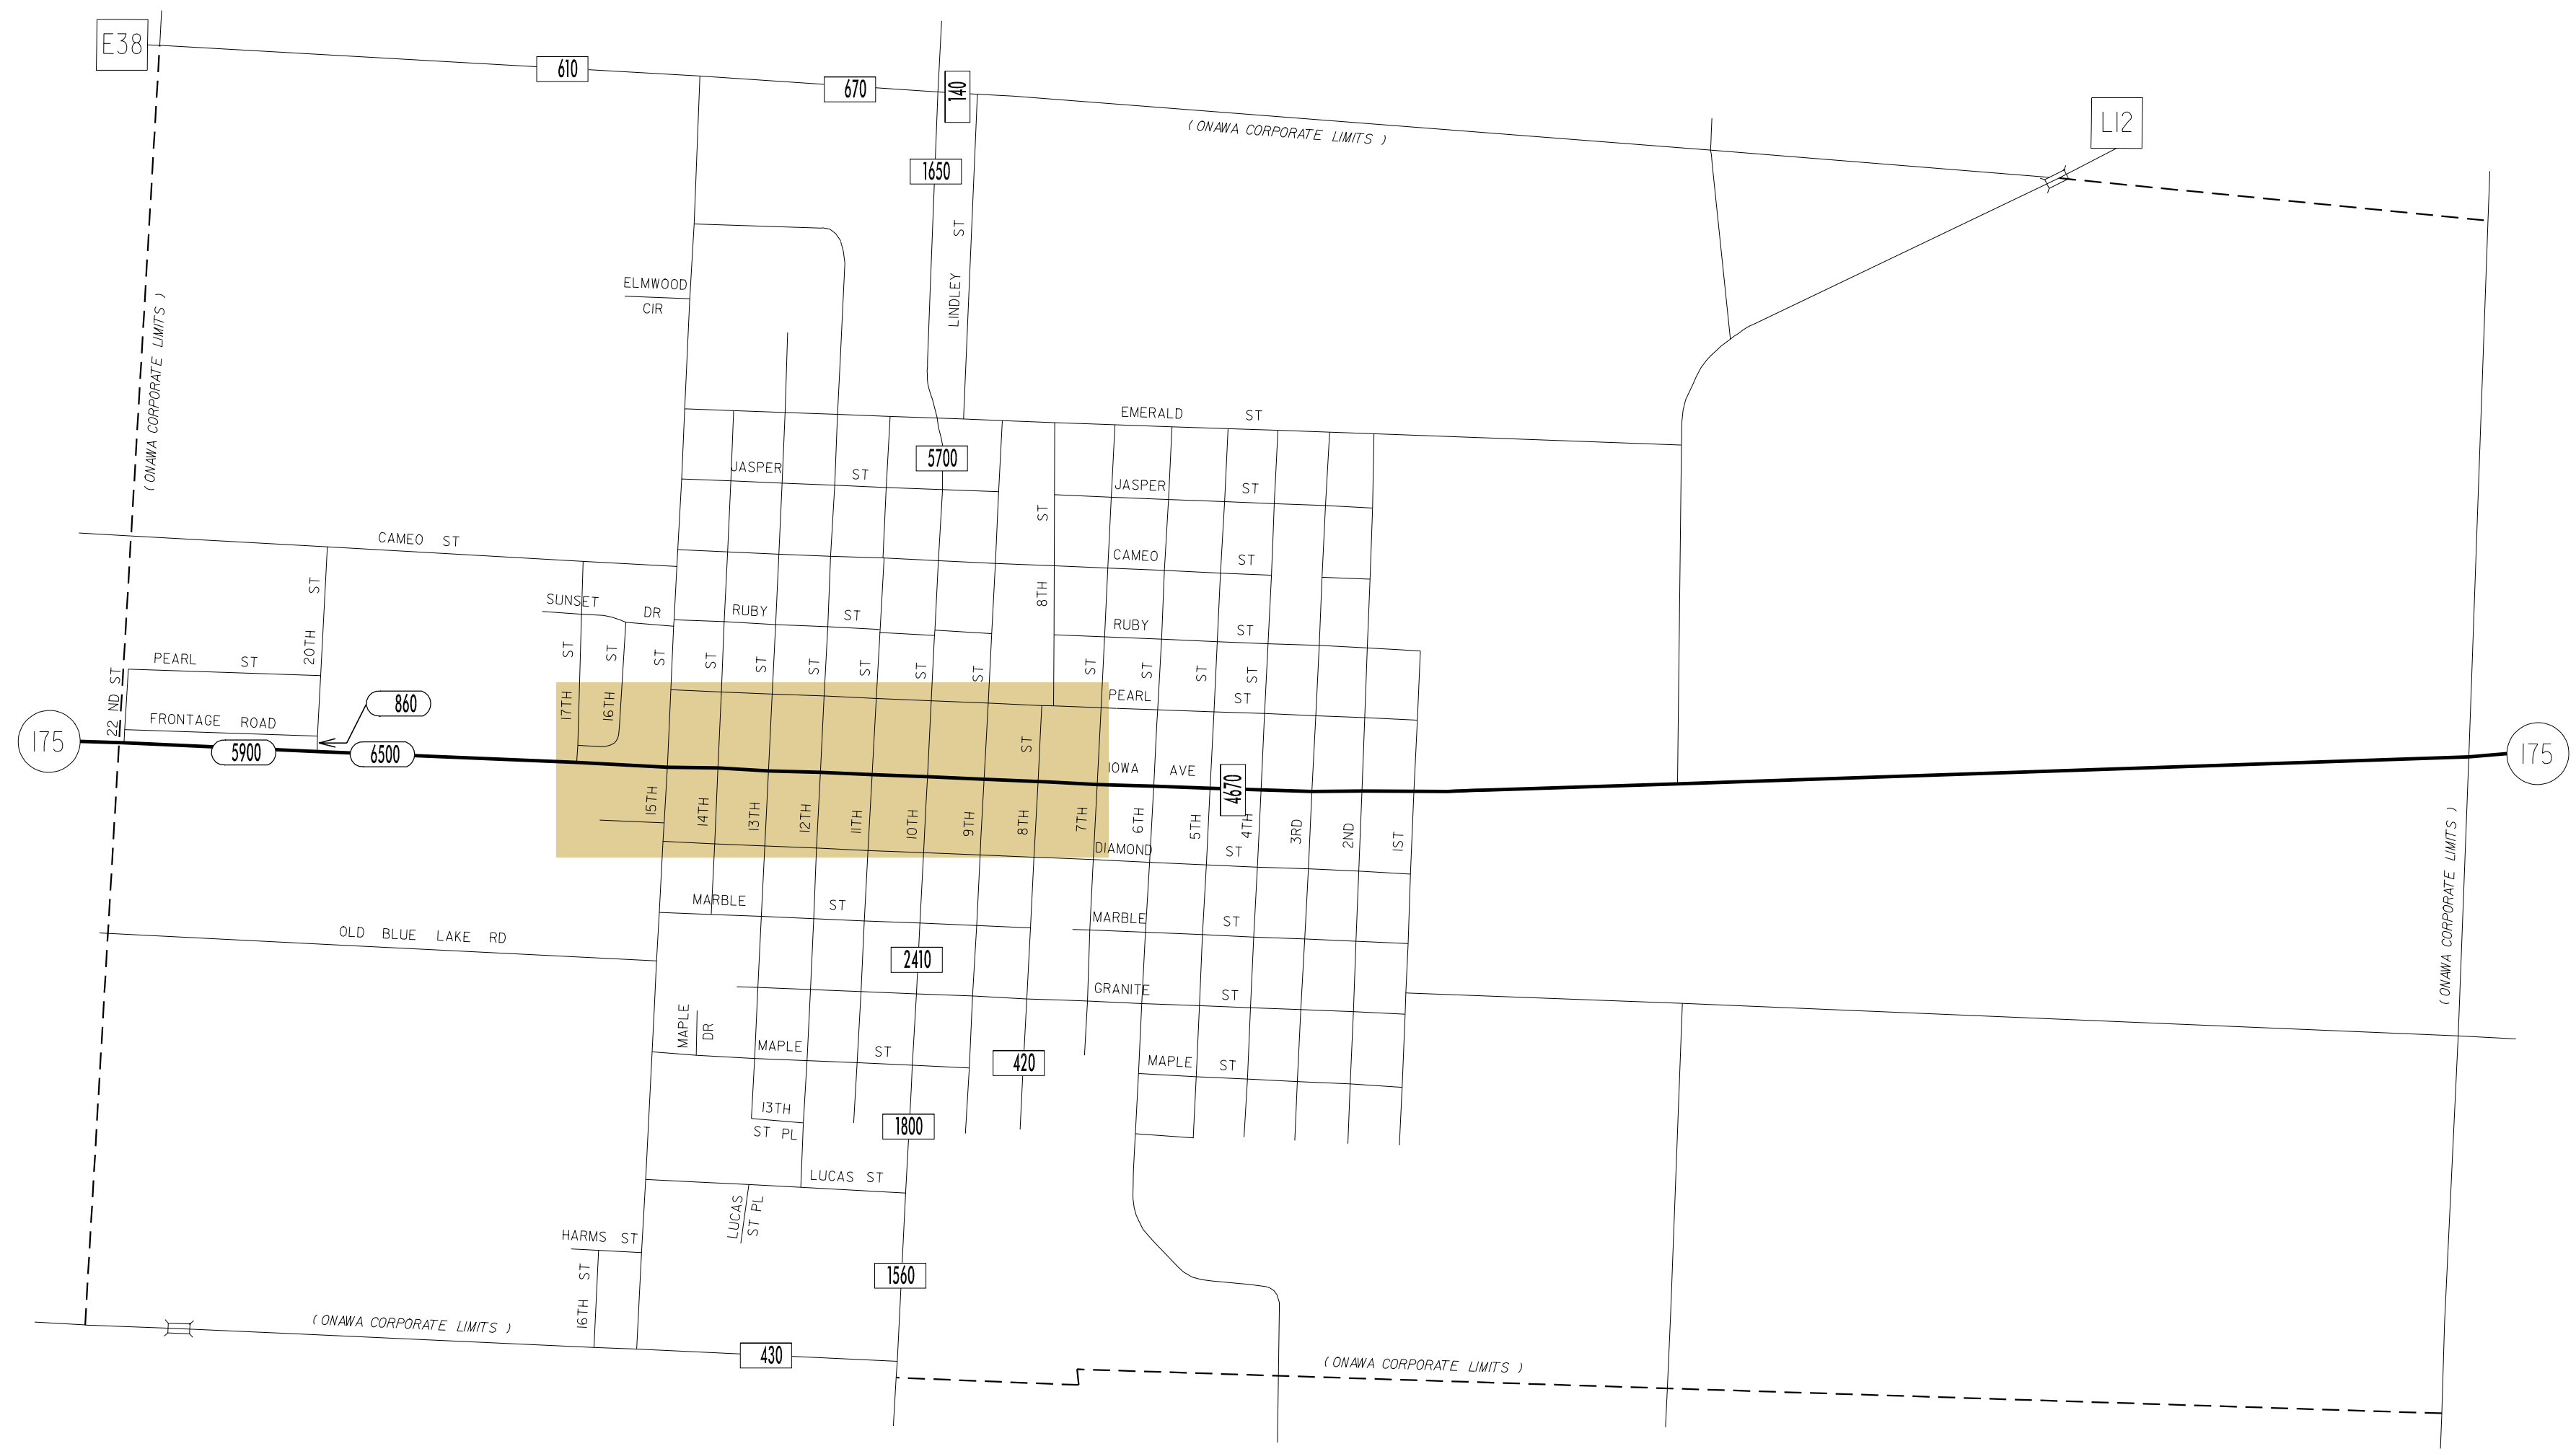 E38
610
670
140
( ONAWA CORPORATE LIMITS )
L12
1650
LINDLEY ST
ELMWOOD
CIR
( ONAWA CORPORATE LIMITS )
EMERALD ST
5700
JASPER ST
JASPER ST
CAMEO ST
CAMEO ST
8TH ST
SUNSET DR
RUBY ST
RUBY ST
20TH ST
PEARL ST
22 ND ST
FRONTAGE ROAD
860
17TH ST
16TH ST
PEARL ST
175
5900
6500
IOWA AVE
4670
175
15TH ST
14TH ST
13TH ST
12TH ST
11TH ST
10TH ST
9TH ST
8TH ST
7TH ST
6TH ST
5TH ST
4TH ST
3RD
2ND
1ST
DIAMOND ST
MARBLE ST
MARBLE ST
OLD BLUE LAKE RD
2410
( ONAWA CORPORATE LIMITS )
GRANITE ST
MAPLE
DR
MAPLE ST
420
MAPLE ST
13TH
ST PL
1800
LUCAS ST
LUCAS
ST PL
HARMS ST
16TH ST
1560
( ONAWA CORPORATE LIMITS )
430
( ONAWA CORPORATE LIMITS )